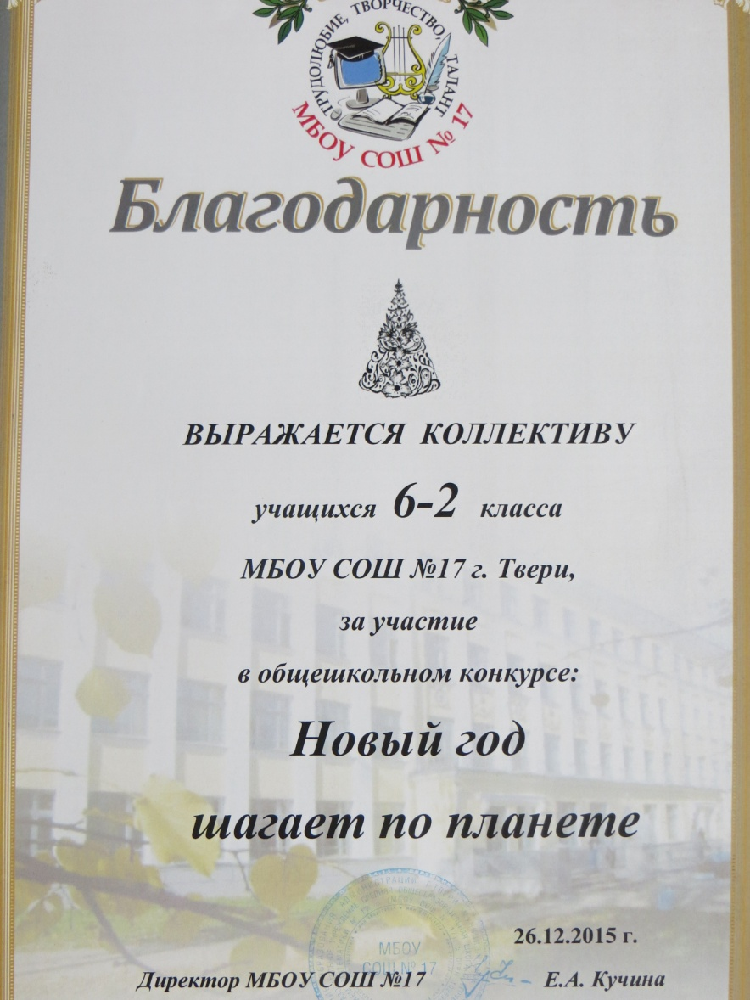 ТРУДОЛЮБИЕ, ТВОРЧЕСТВО, ТАЛАНТ
МБОУ СОШ № 17
Благодарность
ВЫРАЖАЕТСЯ КОЛЛЕКТИВУ
учащихся 6-2 класса
МБОУ СОШ №17 г. Твери,
за участие
в общешкольном конкурсе:
Новый год
шагает по планете
МБОУ
СОШ № 17
26.12.2015 г.
Директор МБОУ СОШ №17 Е.А. Кучина